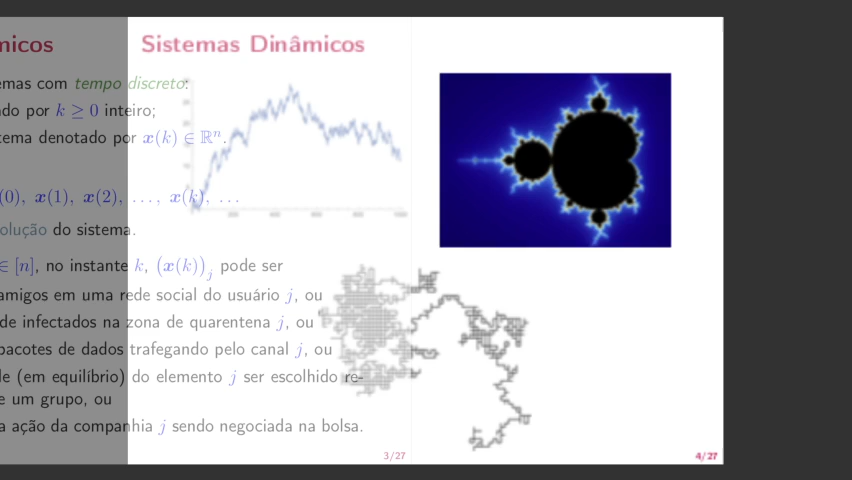 micos
Sistemas Dinâmicos
emas com tempo discreto:
ado por k ≥ 0 inteiro;
tema denotado por x(k) ∈ ℝⁿ.
(0), x(1), x(2), …, x(k), …
olução do sistema.
∈ [n], no instante k, (x(k))ⱼ pode ser
amigos em uma rede social do usuário j, ou
de infectados na zona de quarentena j, ou
pacotes de dados trafegando pelo canal j, ou
de (em equilíbrio) do elemento j ser escolhido re-
e um grupo, ou
a ação da companhia j sendo negociada na bolsa.
3/27
4/27